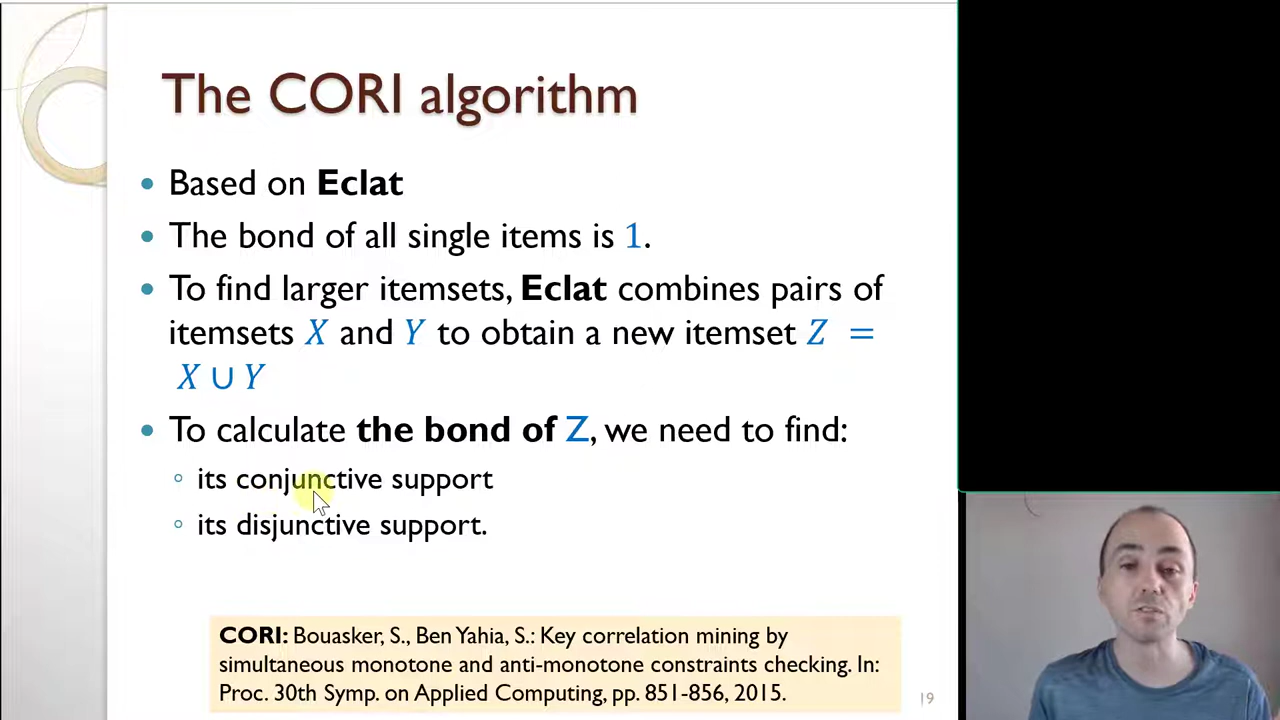 The CORI algorithm
• Based on Eclat
• The bond of all single items is 1.
• To find larger itemsets, Eclat combines pairs of
itemsets X and Y to obtain a new itemset Z =
X ∪ Y
• To calculate the bond of Z, we need to find:
◦ its conjunctive support
◦ its disjunctive support.
CORI: Bouasker, S., Ben Yahia, S.: Key correlation mining by
simultaneous monotone and anti-monotone constraints checking. In:
Proc. 30th Symp. on Applied Computing, pp. 851-856, 2015.
19